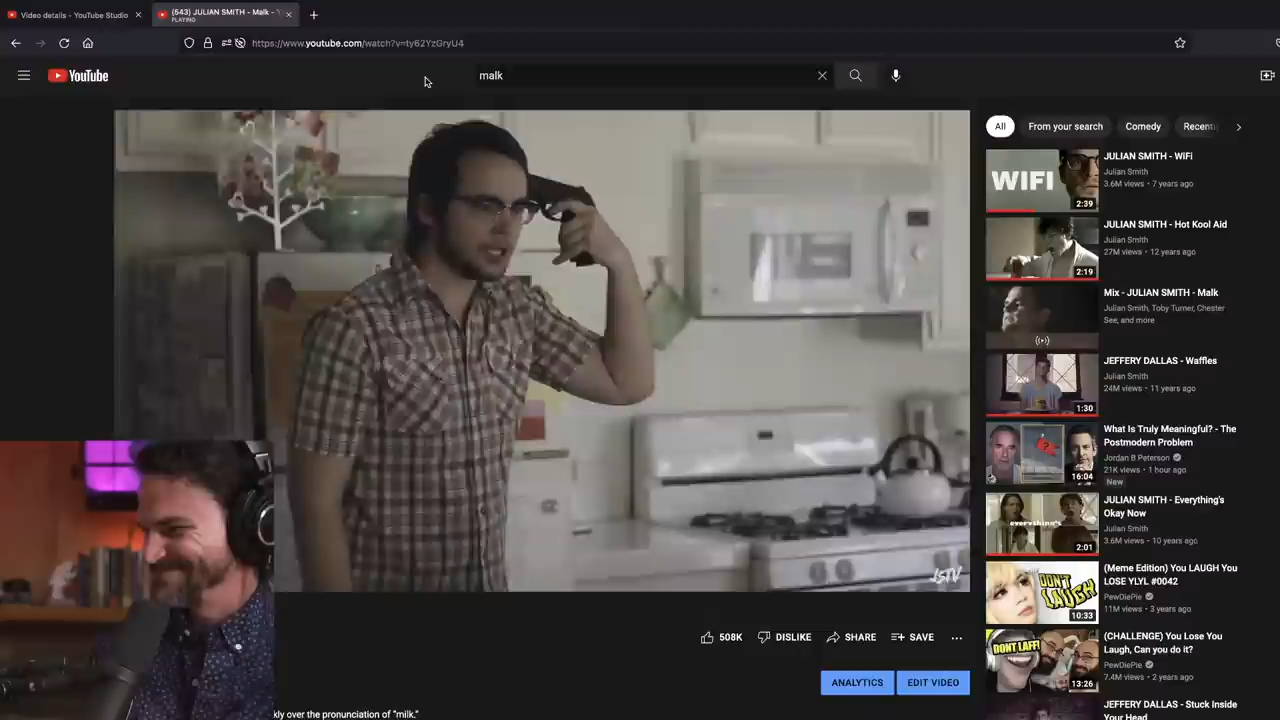 Video details - YouTube Studio
(543) JULIAN SMITH - Malk - Y
PLAYING
https://www.youtube.com/watch?v=ty62YzGryU4
YouTube
malk
All
From your search
Comedy
Recent
WIFI
2:39
JULIAN SMITH - WiFi
Julian Smith
3.6M views • 7 years ago
2:19
JULIAN SMITH - Hot Kool Aid
Julian Smith
27M views • 12 years ago
Mix - JULIAN SMITH - Malk
Julian Smith, Toby Turner, Chester
See, and more
1:30
JEFFERY DALLAS - Waffles
Julian Smith
24M views • 11 years ago
16:04
What Is Truly Meaningful? - The
Postmodern Problem
Jordan B Peterson
21K views • 1 hour ago
New
everything's
2:01
JULIAN SMITH - Everything's
Okay Now
Julian Smith
3.6M views • 10 years ago
DON'T
LAUGH
10:33
(Meme Edition) You LAUGH You
LOSE YLYL #0042
PewDiePie
11M views • 3 years ago
DONT LAFF!
13:26
(CHALLENGE) You Lose You
Laugh, Can you do it?
PewDiePie
7.4M views • 2 years ago
JEFFERY DALLAS - Stuck Inside
Your Head
JSTV
508K
DISLIKE
SHARE
SAVE
ANALYTICS
EDIT VIDEO
kly over the pronunciation of "milk."